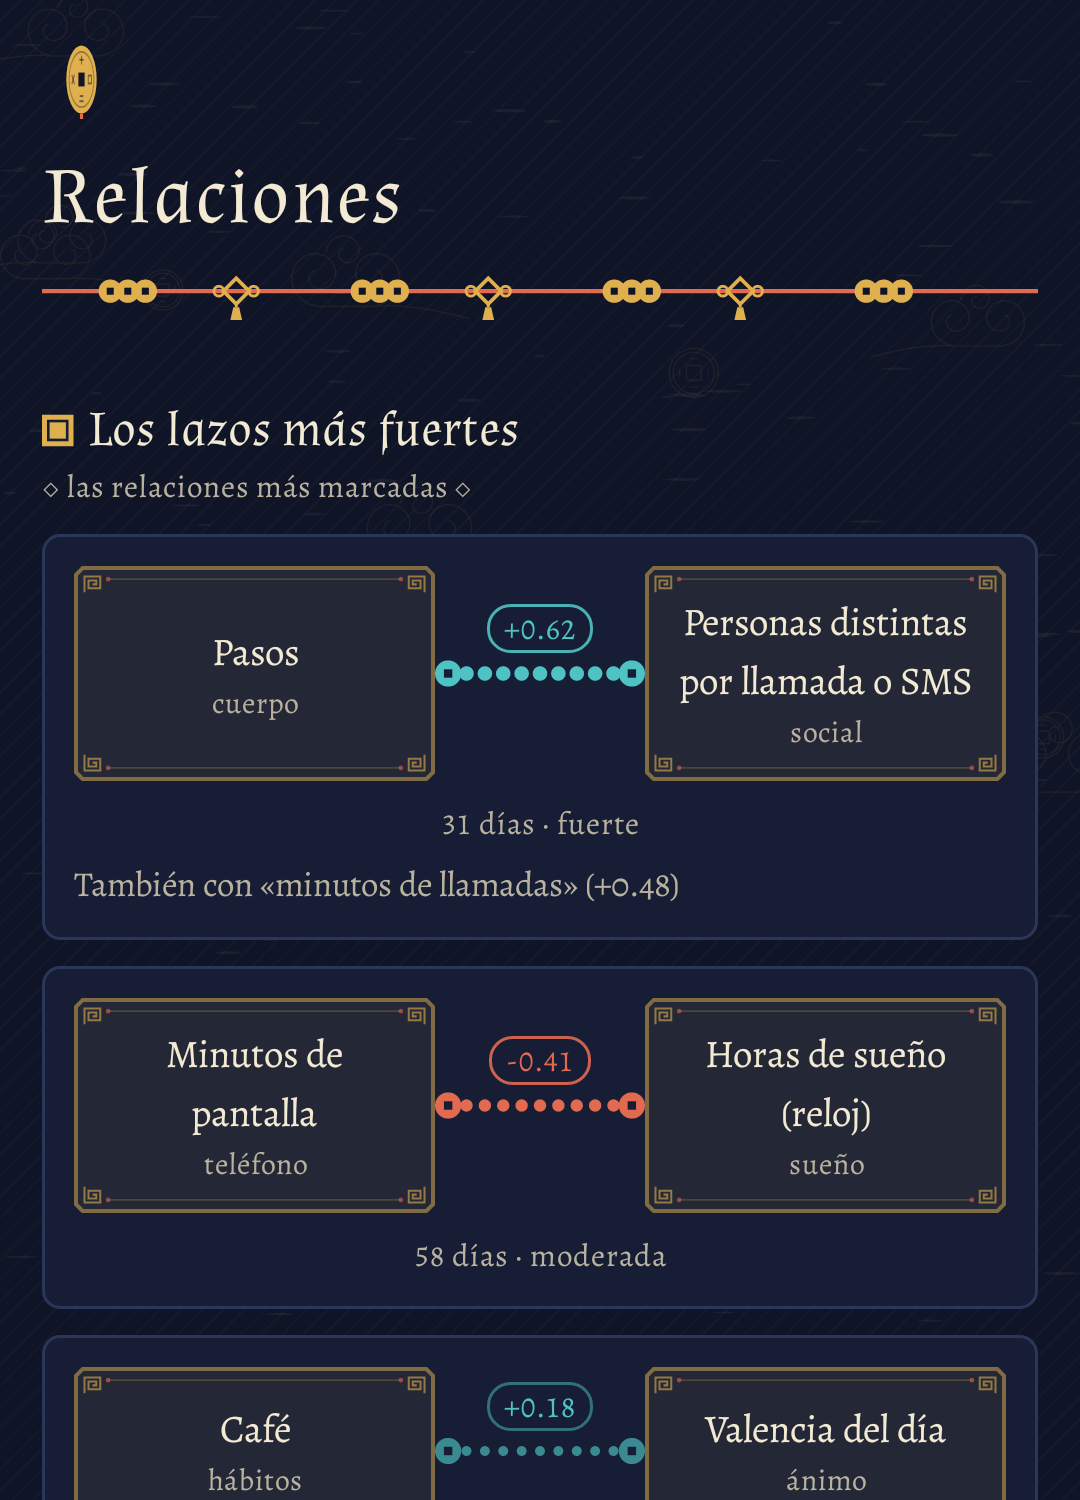 Relaciones
Los lazos más fuertes
◇ las relaciones más marcadas ◇
Pasos
cuerpo
+0.62
Personas distintas
por llamada o SMS
social
31 días · fuerte
También con «minutos de llamadas» (+0.48)
Minutos de
pantalla
teléfono
-0.41
Horas de sueño
(reloj)
sueño
58 días · moderada
Café
hábitos
+0.18
Valencia del día
ánimo